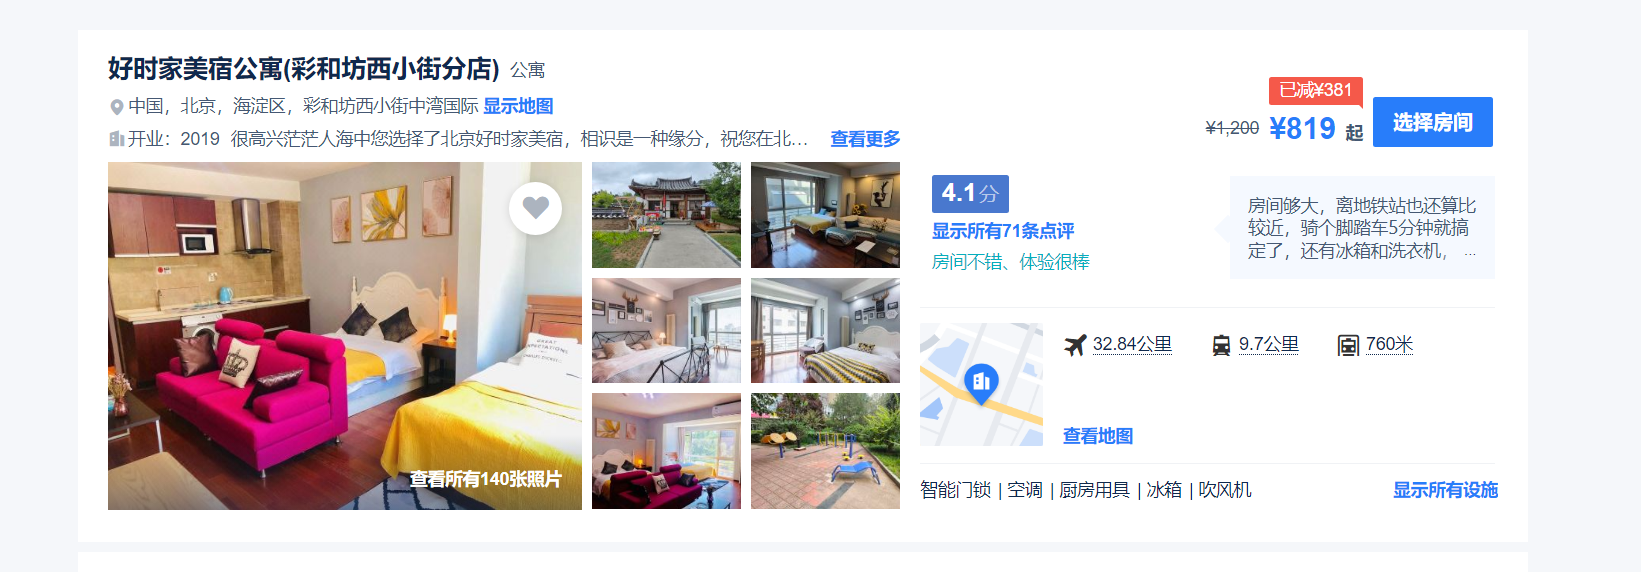 好时家美宿公寓(彩和坊西小街分店) 公寓
中国，北京，海淀区，彩和坊西小街中湾国际 显示地图
开业：2019 很高兴茫茫人海中您选择了北京好时家美宿，相识是一种缘分，祝您在北... 查看更多
已减¥381
¥1,200 ¥819 起
选择房间
查看所有140张照片
4.1分
显示所有71条点评
房间不错、体验很棒
房间够大，离地铁站也还算比
较近，骑个脚踏车5分钟就搞
定了，还有冰箱和洗衣机， ...
32.84公里
9.7公里
760米
查看地图
智能门锁 | 空调 | 厨房用具 | 冰箱 | 吹风机
显示所有设施